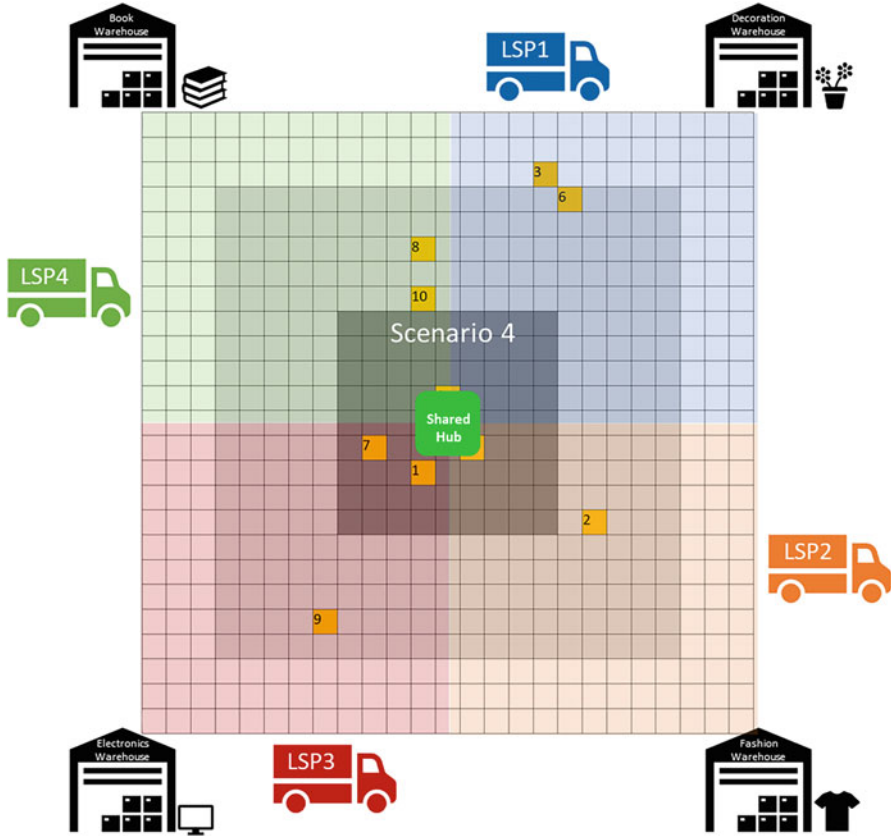 Book
Warehouse
LSP1
Decoration
Warehouse
3
6
8
LSP4
10
Scenario 4
Shared
Hub
7
1
2
LSP2
9
Electronics
Warehouse
LSP3
Fashion
Warehouse